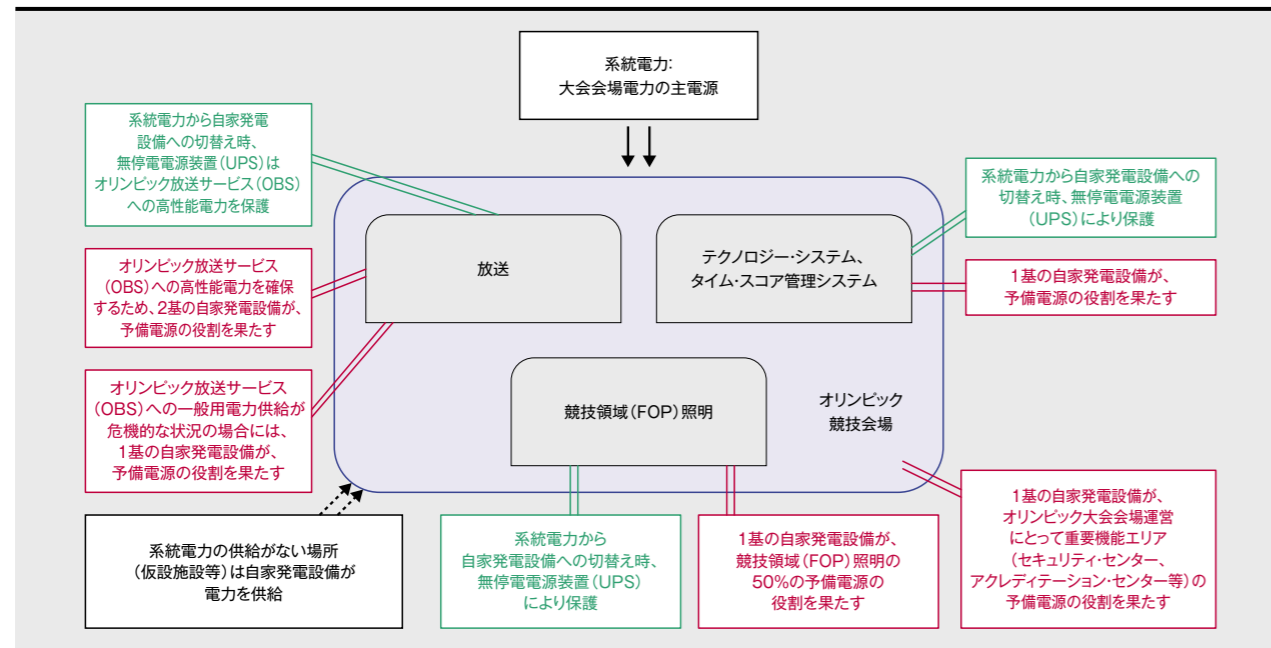 系統電力:
大会会場電力の主電源
系統電力から自家発電
設備への切替え時、
無停電電源装置(UPS)は
オリンピック放送サービス(OBS)
への高性能電力を保護
オリンピック放送サービス
(OBS)への高性能電力を確保
するため、2基の自家発電設備が、
予備電源の役割を果たす
オリンピック放送サービス
(OBS)への一般用電力供給が
危機的な状況の場合には、
1基の自家発電設備が、
予備電源の役割を果たす
放送
テクノロジー・システム、
タイム・スコア管理システム
系統電力から自家発電設備への
切替え時、無停電電源装置
(UPS)により保護
1基の自家発電設備が、
予備電源の役割を果たす
競技領域(FOP)照明
オリンピック
競技会場
系統電力の供給がない場所
(仮設施設等)は自家発電設備が
電力を供給
系統電力から
自家発電設備への切替え時、
無停電電源装置(UPS)
により保護
1基の自家発電設備が、
競技領域(FOP)照明の
50%の予備電源の
役割を果たす
1基の自家発電設備が、
オリンピック大会会場運営
にとって重要機能エリア
(セキュリティ・センター、
アクレディテーション・センター等)の
予備電源の役割を果たす